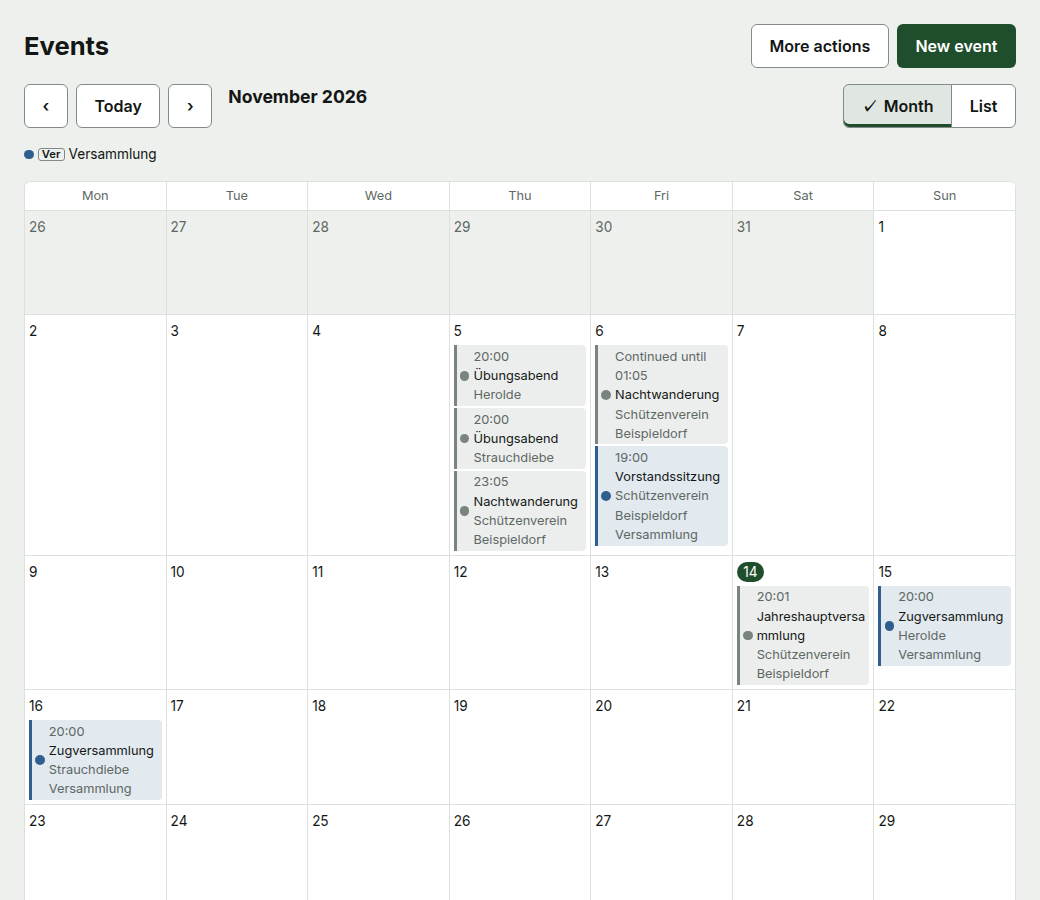 Events
More actions
New event
‹
Today
›
November 2026
✓ Month
List
Ver Versammlung
Mon Tue Wed Thu Fri Sat Sun
26 27 28 29 30 31 1
2 3 4 5 6 7 8
20:00
Übungsabend
Herolde
20:00
Übungsabend
Strauchdiebe
23:05
Nachtwanderung
Schützenverein
Beispieldorf
Continued until
01:05
Nachtwanderung
Schützenverein
Beispieldorf
19:00
Vorstandssitzung
Schützenverein
Beispieldorf
Versammlung
9 10 11 12 13 14 15
20:01
Jahreshauptversa
mmlung
Schützenverein
Beispieldorf
20:00
Zugversammlung
Herolde
Versammlung
16 17 18 19 20 21 22
20:00
Zugversammlung
Strauchdiebe
Versammlung
23 24 25 26 27 28 29